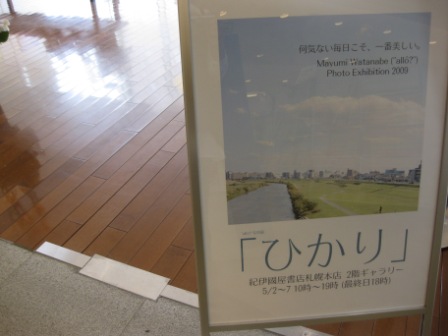 何気ない毎日こそ、一番美しい。
Mayumi Watanabe ("allô?")
Photo Exhibition 2009
「ひかり」
紀伊國屋書店札幌本店 2階ギャラリー
5/2～7 10時～19時 (最終日18時)